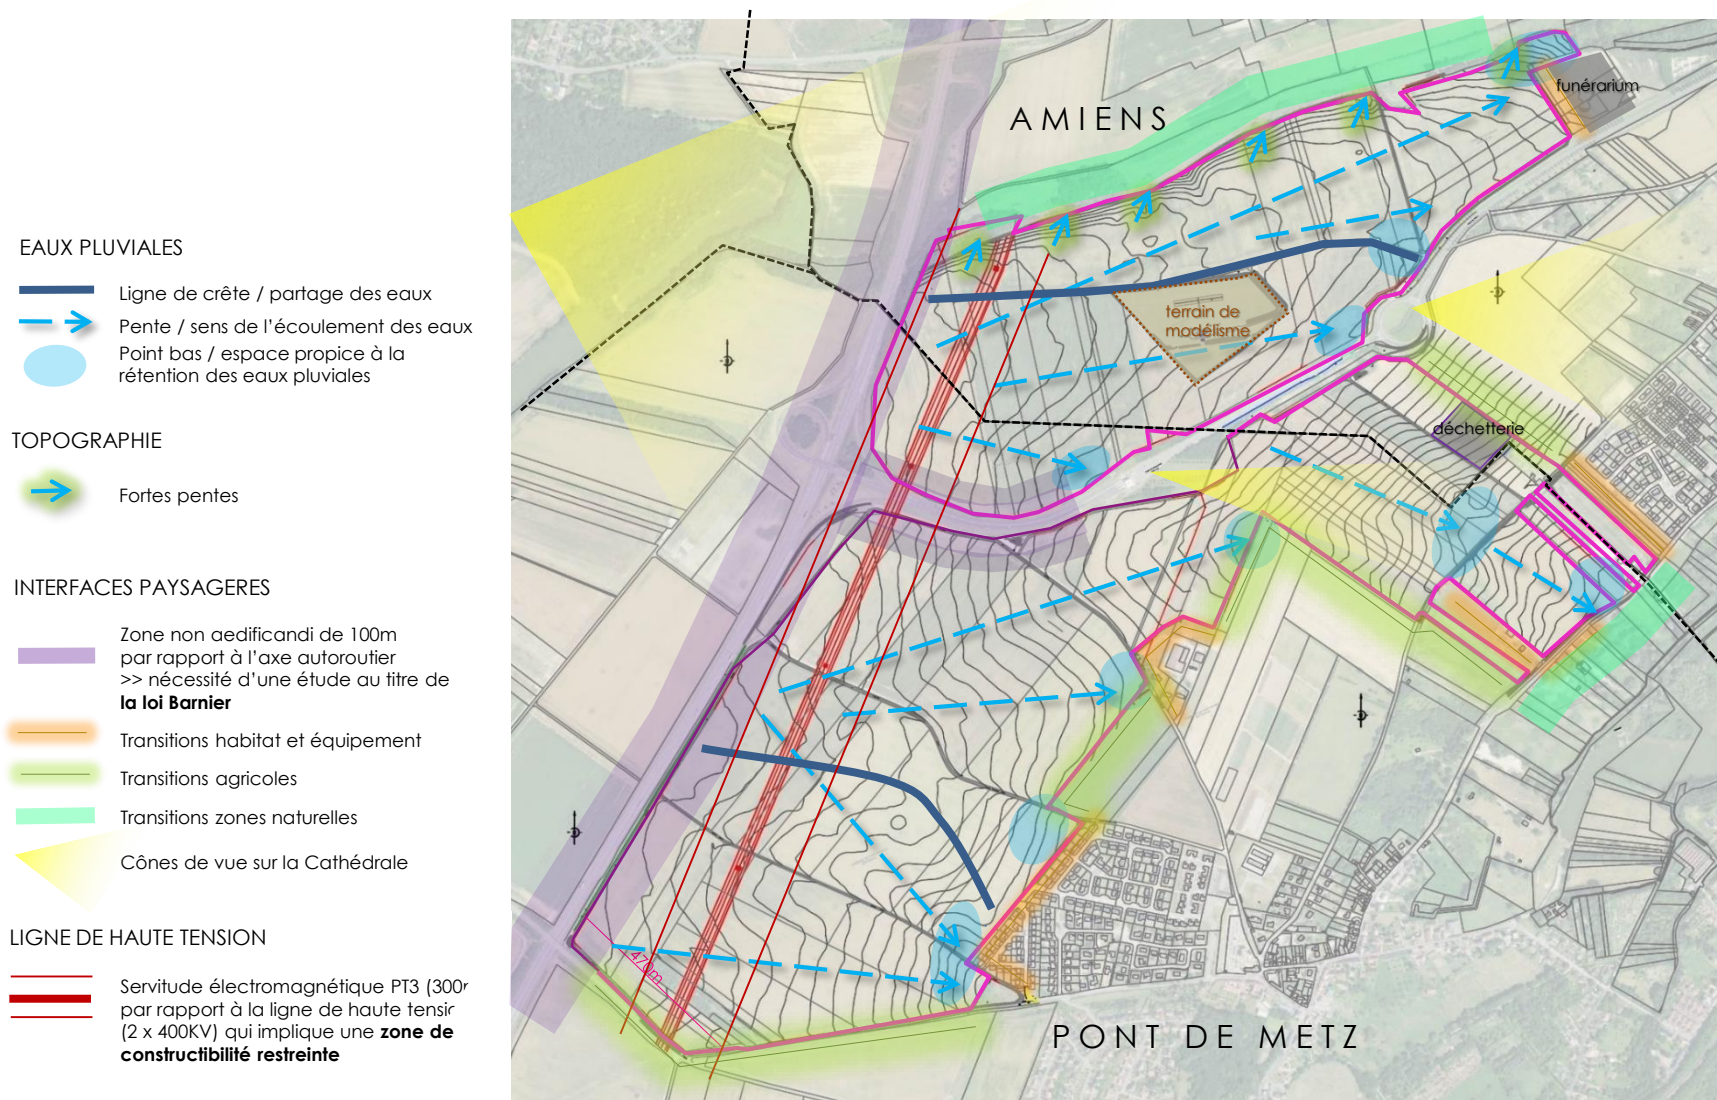 EAUX PLUVIALES
Ligne de crête / partage des eaux
Pente / sens de l'écoulement des eaux
Point bas / espace propice à la
rétention des eaux pluviales
TOPOGRAPHIE
Fortes pentes
INTERFACES PAYSAGERES
Zone non aedificandi de 100m
par rapport à l'axe autoroutier
>> nécessité d'une étude au titre de
la loi Barnier
Transitions habitat et équipement
Transitions agricoles
Transitions zones naturelles
Cônes de vue sur la Cathédrale
LIGNE DE HAUTE TENSION
Servitude électromagnétique PT3 (300
par rapport à la ligne de haute
(2 x 400KV) qui implique une zone de
constructibilité restreinte
AMIENS
funérarium
terrain de
modélisme
déchetterie
470m
PONT DE METZ